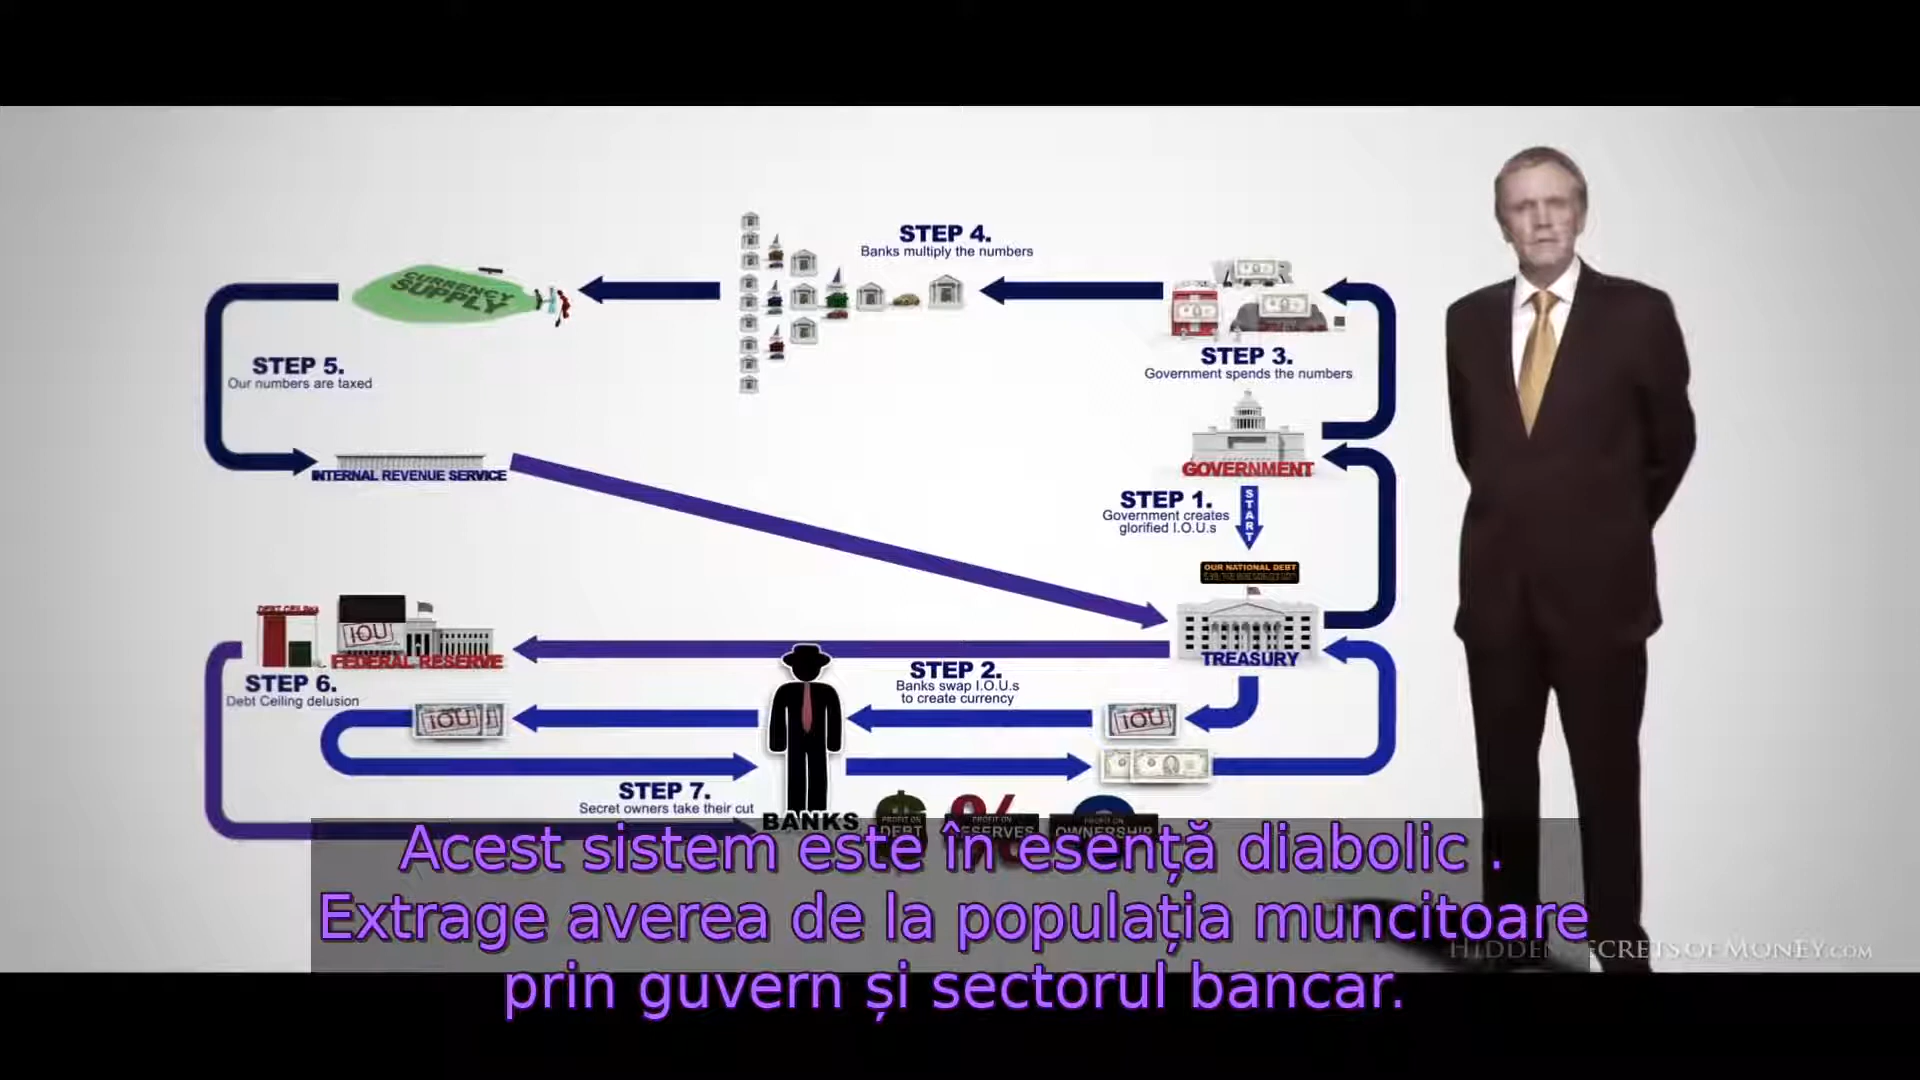 STEP 4.
Banks multiply the numbers
CURRENCY
SUPPLY
STEP 5.
Our numbers are taxed
STEP 3.
Government spends the numbers
INTERNAL REVENUE SERVICE
GOVERNMENT
STEP 1.
Government creates
glorified I.O.U.s
START
OUR NATIONAL DEBT
DEBT CEILING
IOU
FEDERAL RESERVE
TREASURY
STEP 6.
Debt Ceiling delusion
STEP 2.
Banks swap I.O.U.s
to create currency
IOU
IOU
STEP 7.
Secret owners take their cut
BANKS
$
%
PROFIT ON
DEBT
PROFIT ON
RESERVES
PROFIT ON
OWNERSHIP
Acest sistem este în esență diabolic .
Extrage averea de la populația muncitoare
prin guvern și sectorul bancar.
HIDDEN SECRETS OF MONEY.COM